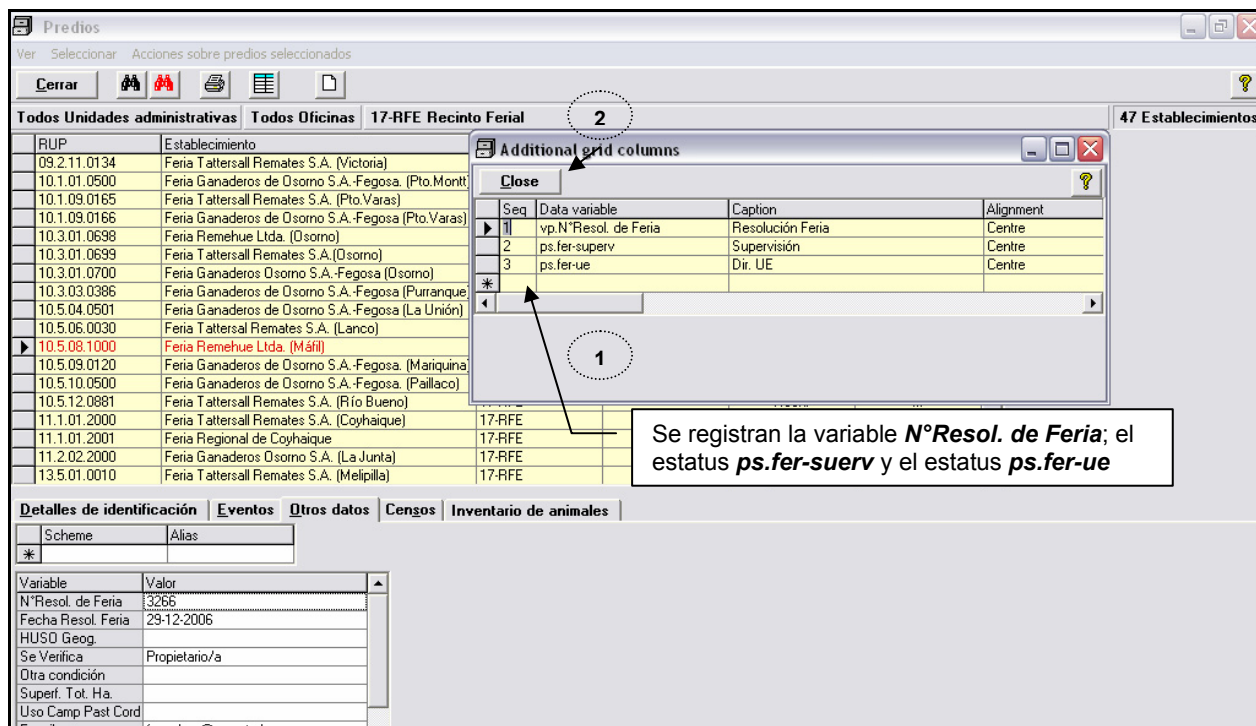 Predios
Ver Seleccionar Acciones sobre predios seleccionados
Cerrar
Todos Unidades administrativas Todos Oficinas 17-RFE Recinto Ferial 47 Establecimientos
2
RUP Establecimiento
09.2.11.0134 Feria Tattersall Remates S.A. (Victoria)
10.1.01.0500 Feria Ganaderos de Osorno S.A.-Fegosa. (Pto.Montt)
10.1.09.0165 Feria Tattersall Remates S.A. (Pto.Varas)
10.1.09.0166 Feria Ganaderos de Osorno S.A.-Fegosa (Pto.Varas)
10.3.01.0698 Feria Remehue Ltda. (Osorno)
10.3.01.0699 Feria Tattersall Remates S.A.(Osorno)
10.3.01.0700 Feria Ganaderos Osorno S.A.-Fegosa (Osorno)
10.3.03.0386 Feria Ganaderos de Osorno S.A.-Fegosa (Purranque
10.5.04.0501 Feria Ganaderos de Osorno S.A.-Fegosa (La Unión)
10.5.06.0030 Feria Tattersal Remates S.A. (Lanco)
10.5.08.1000 Feria Remehue Ltda. (Máfil)
10.5.09.0120 Feria Ganaderos de Osorno S.A.-Fegosa. (Mariquina)
10.5.10.0500 Feria Ganaderos de Osorno S.A.-Fegosa. (Paillaco)
10.5.12.0881 Feria Tattersall Remates S.A. (Río Bueno)
11.1.01.2000 Feria Tattersall Remates S.A. (Coyhaique) 17-RFE
11.1.01.2001 Feria Regional de Coyhaique 17-RFE
11.2.02.2000 Feria Ganaderos Osorno S.A. (La Junta) 17-RFE
13.5.01.0010 Feria Tattersall Remates S.A. (Melipilla) 17-RFE
Additional grid columns
Close
Seq Data variable Caption Alignment
1 vp.N°Resol. de Feria Resolución Feria Centre
2 ps.fer-superv Supervisión Centre
3 ps.fer-ue Dir. UE Centre
1
Se registran la variable N°Resol. de Feria; el
estatus ps.fer-suerv y el estatus ps.fer-ue
Detalles de identificación Eventos Otros datos Censos Inventario de animales
Scheme Alias
Variable Valor
N°Resol. de Feria 3266
Fecha Resol. Feria 29-12-2006
HUSO Geog.
Se Verifica Propietario/a
Otra condición
Superf. Tot. Ha.
Uso Camp Past Cord